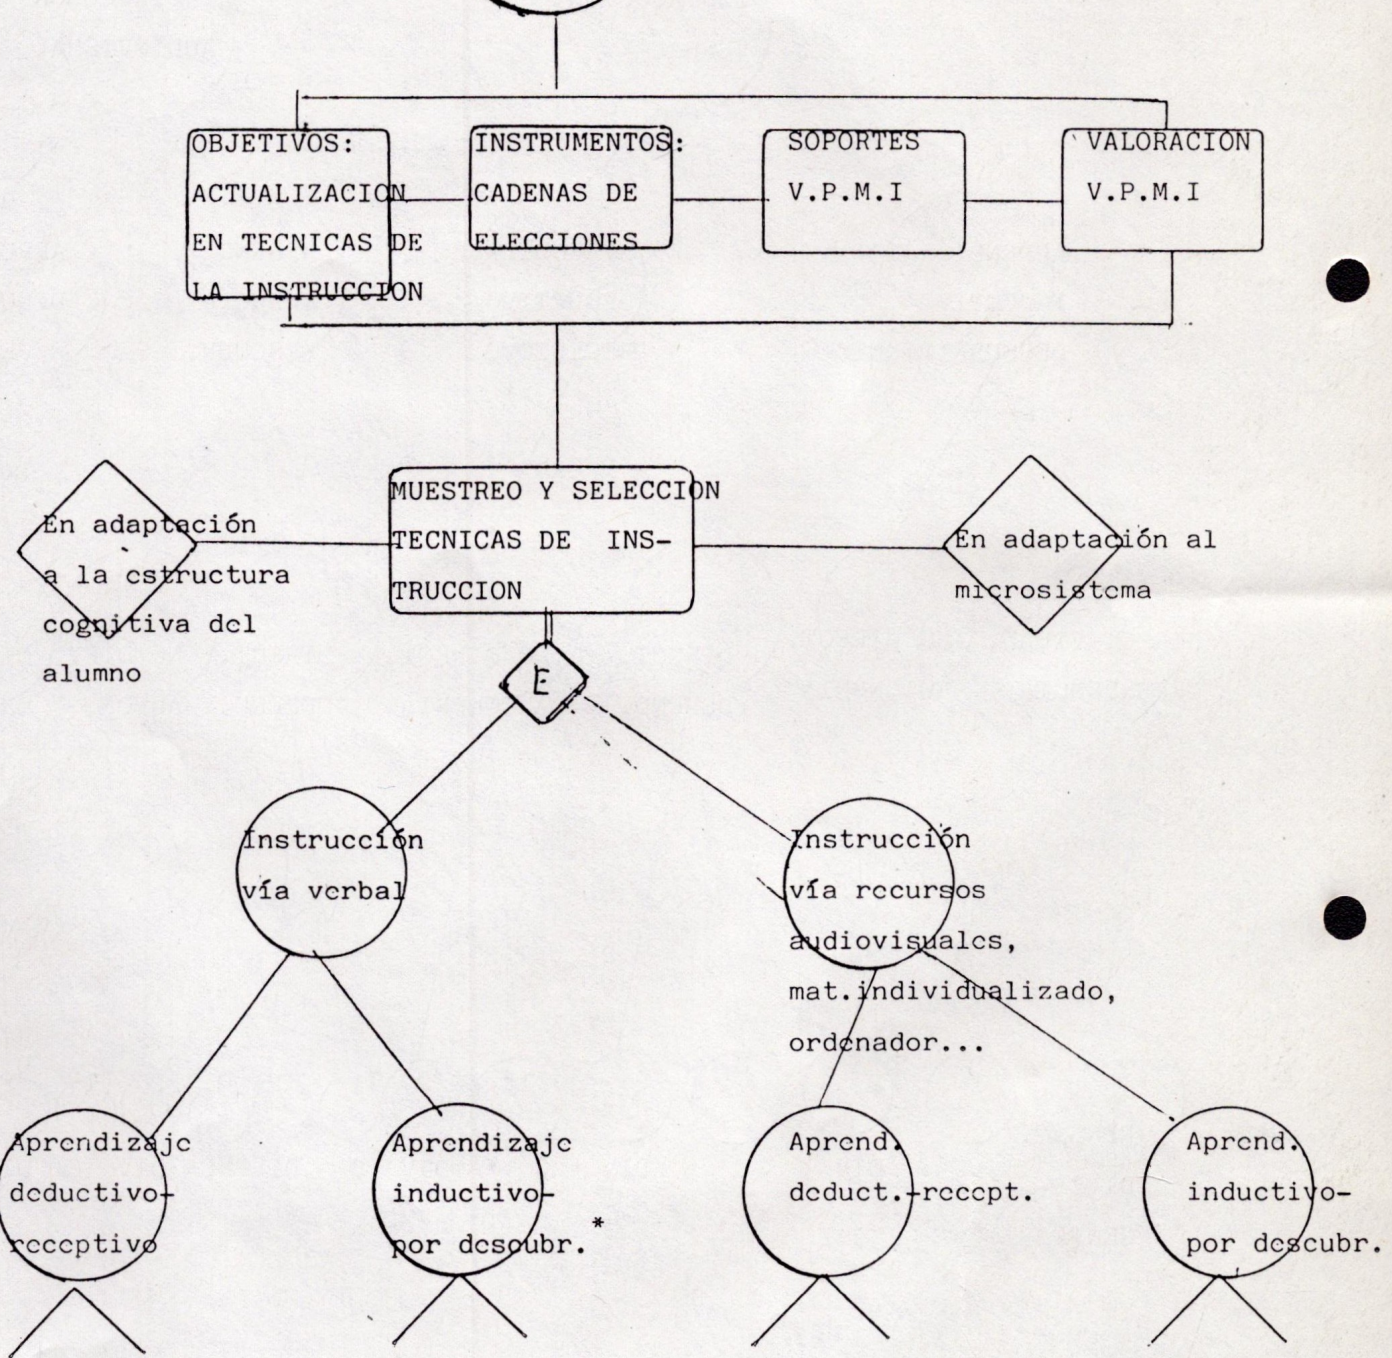 OBJETIVOS:
ACTUALIZACION
EN TECNICAS DE
LA INSTRUCCION
INSTRUMENTOS:
CADENAS DE
ELECCIONES
SOPORTES
V.P.M.I
VALORACION
V.P.M.I
En adaptación
a la estructura
cognitiva del
alumno
MUESTREO Y SELECCION
TECNICAS DE INS-
TRUCCION
En adaptación al
microsistema
E
Instrucción
vía verbal
Instrucción
vía recursos
audiovisuales,
mat.individualizado,
ordenador...
Aprendizaje
deductivo-
receptivo
Aprendizaje
inductivo-
por descubr.*
Aprend.
deduct.-recept.
Aprend.
inductivo-
por descubr.